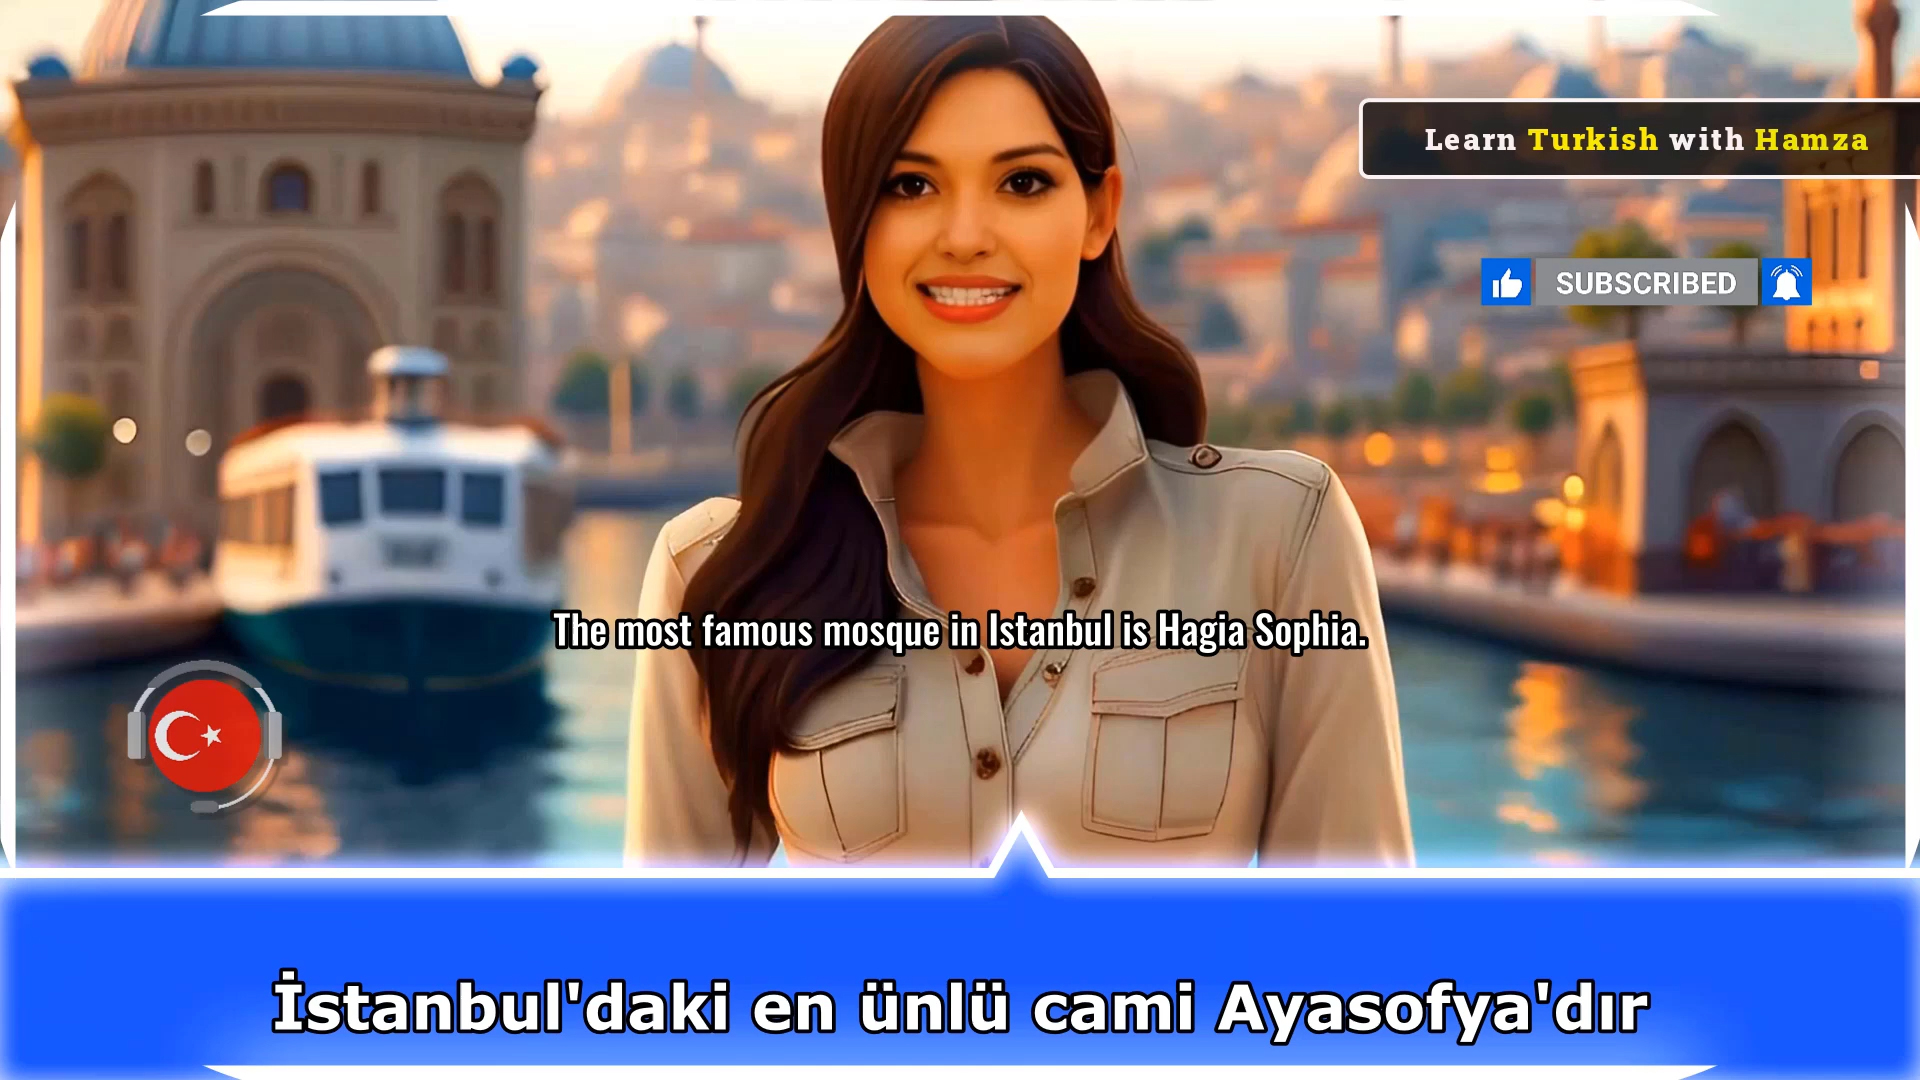 Learn Turkish with Hamza
SUBSCRIBED
The most famous mosque in Istanbul is Hagia Sophia.
İstanbul'daki en ünlü cami Ayasofya'dır